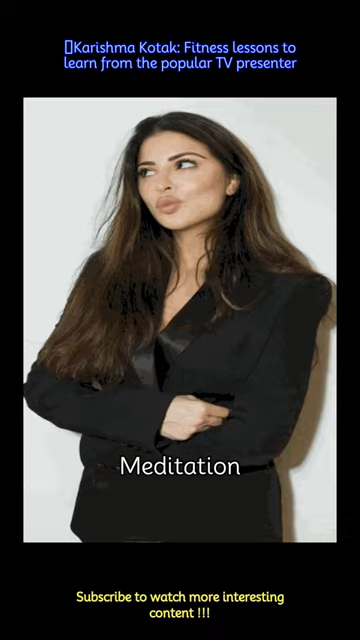 ▯Karishma Kotak: Fitness lessons to
learn from the popular TV presenter
Meditation
Subscribe to watch more interesting
content !!!